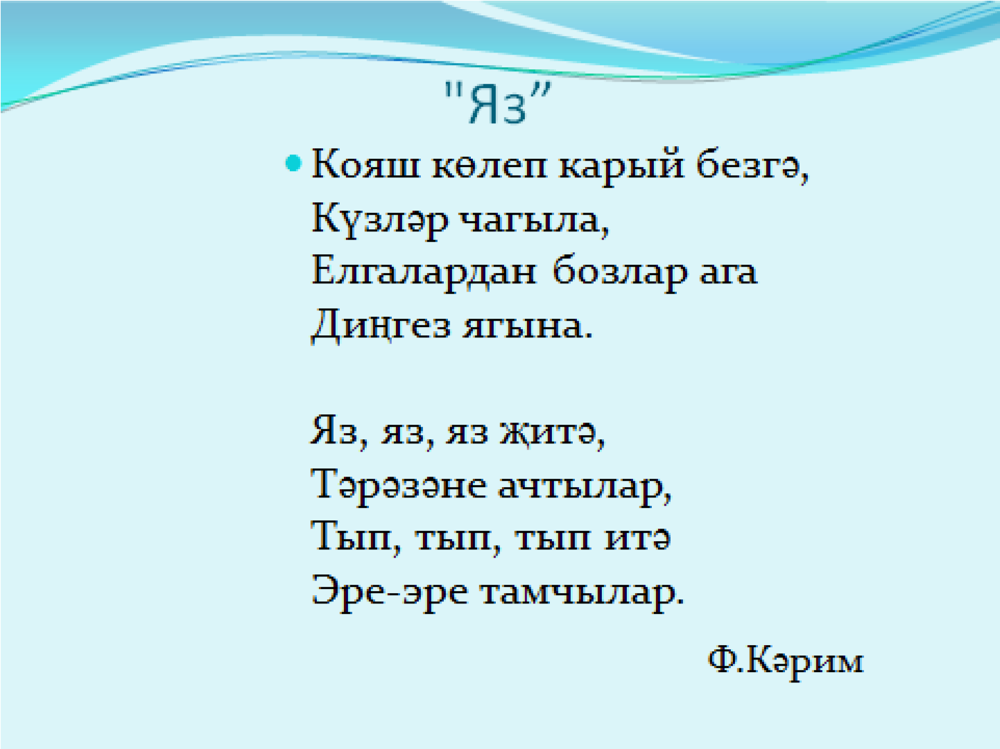 "Яз”
Кояш көлеп карый безгә,
Күзләр чагыла,
Елгалардан бозлар ага
Диңгез ягына.
Яз, яз, яз җитә,
Тәрәзәне ачтылар,
Тып, тып, тып итә
Эре-эре тамчылар.
Ф.Кәрим